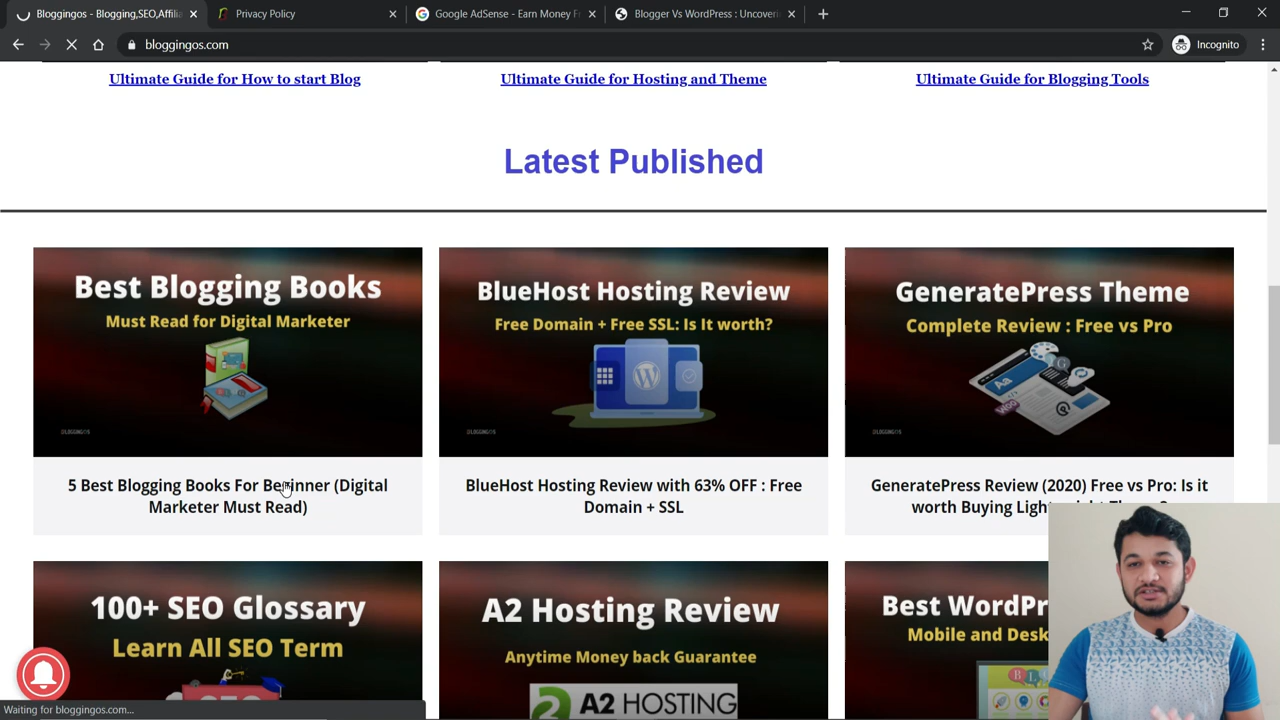 Bloggingos - Blogging,SEO,Affilia
Privacy Policy
Google AdSense - Earn Money F
Blogger Vs WordPress : Uncoveri
bloggingos.com
Incognito
Ultimate Guide for How to start Blog
Ultimate Guide for Hosting and Theme
Ultimate Guide for Blogging Tools
Latest Published
Best Blogging Books
Must Read for Digital Marketer
BlueHost Hosting Review
Free Domain + Free SSL: Is It worth?
GeneratePress Theme
Complete Review : Free vs Pro
5 Best Blogging Books For Beginner (Digital
Marketer Must Read)
BlueHost Hosting Review with 63% OFF : Free
Domain + SSL
GeneratePress Review (2020) Free vs Pro: Is it
worth Buying
100+ SEO Glossary
Learn All SEO Term
A2 Hosting Review
Anytime Money back Guarantee
A2 HOSTING
Best WordPr
Mobile and Desk
Waiting for bloggingos.com...